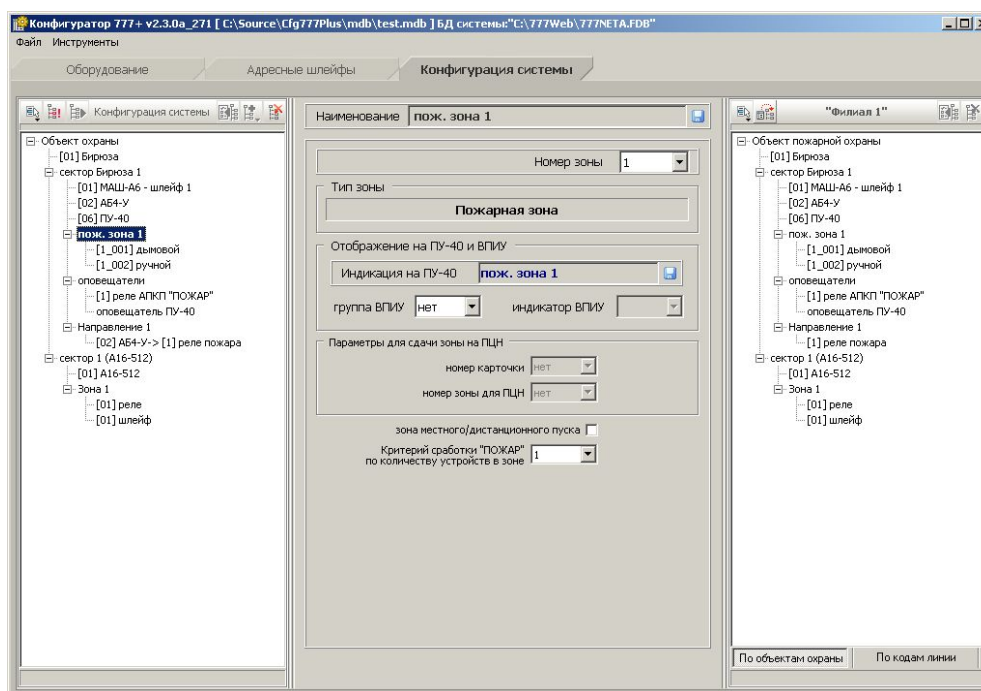 Конфигуратор 777+ v2.3.0a_271 [ C:\Source\Cfg777Plus\mdb\test.mdb ] БД системы:"C:\777Web\777NETA.FDB"
Файл Инструменты
Оборудование Адресные шлейфы Конфигурация системы
Конфигурация системы
Объект охраны
[01] Бирюза
сектор Бирюза 1
[01] МАШ-А6 - шлейф 1
[02] АБ4-У
[06] ПУ-40
пож. зона 1
[1_001] дымовой
[1_002] ручной
оповещатели
[1] реле АПКП "ПОЖАР"
оповещатель ПУ-40
Направление 1
[02] АБ4-У-> [1] реле пожара
сектор 1 (А16-512)
[01] А16-512
Зона 1
[01] реле
[01] шлейф
Наименование пож. зона 1
Номер зоны 1
Тип зоны
Пожарная зона
Отображение на ПУ-40 и ВПИУ
Индикация на ПУ-40 пож. зона 1
группа ВПИУ нет индикатор ВПИУ
Параметры для сдачи зоны на ПЦН
номер карточки нет
номер зоны для ПЦН нет
зона местного/дистанционного пуска
Критерий сработки "ПОЖАР"
по количеству устройств в зоне 1
"Филиал 1"
Объект пожарной охраны
[01] Бирюза
сектор Бирюза 1
[01] МАШ-А6 - шлейф 1
[02] АБ4-У
[06] ПУ-40
пож. зона 1
[1_001] дымовой
[1_002] ручной
оповещатели
[1] реле АПКП "ПОЖАР"
оповещатель ПУ-40
Направление 1
[1] реле пожара
сектор 1 (А16-512)
[01] А16-512
Зона 1
[01] реле
[01] шлейф
По объектам охраны По кодам линии